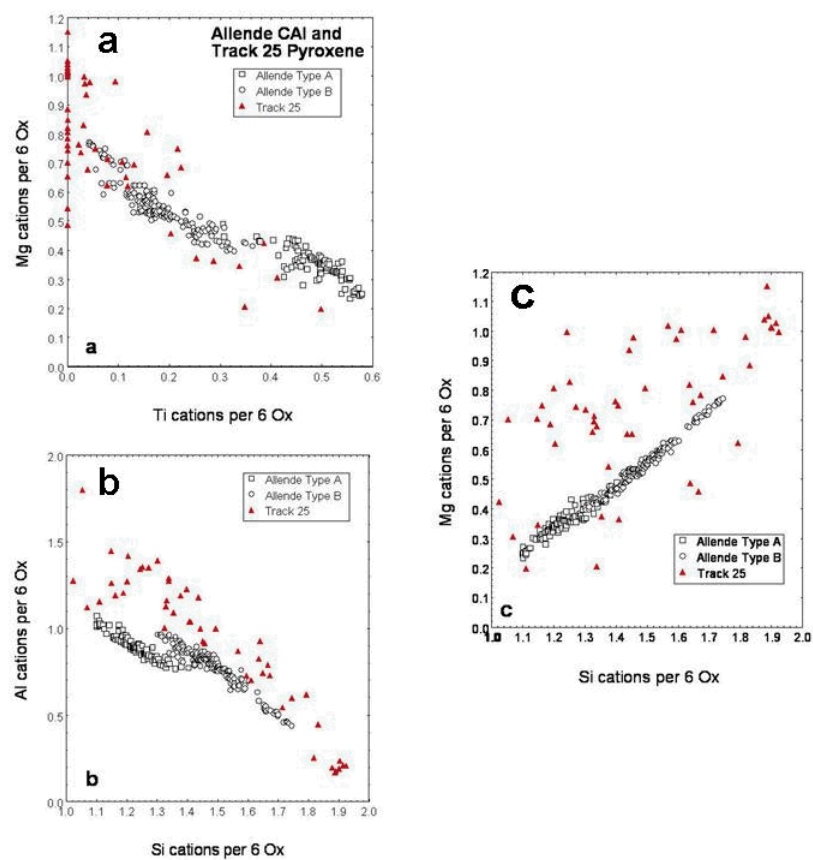 a
Allende CAI and
Track 25 Pyroxene
Allende Type A
Allende Type B
Track 25
1.2
1.1
1.0
0.9
0.8
0.7
0.6
0.5
0.4
0.3
0.2
0.1
0.0
Mg cations per 6 Ox
a
0.0 0.1 0.2 0.3 0.4 0.5 0.6
Ti cations per 6 Ox
b
Allende Type A
Allende Type B
Track 25
2.0
1.5
1.0
0.5
0.0
Al cations per 6 Ox
b
1.0 1.1 1.2 1.3 1.4 1.5 1.6 1.7 1.8 1.9 2.0
Si cations per 6 Ox
c
1.2
1.1
1.0
0.9
0.8
0.7
0.6
0.5
0.4
0.3
0.2
0.1
0.0
Mg cations per 6 Ox
Allende Type A
Allende Type B
Track 25
c
1.0 1.1 1.2 1.3 1.4 1.5 1.6 1.7 1.8 1.9 2.0
Si cations per 6 Ox